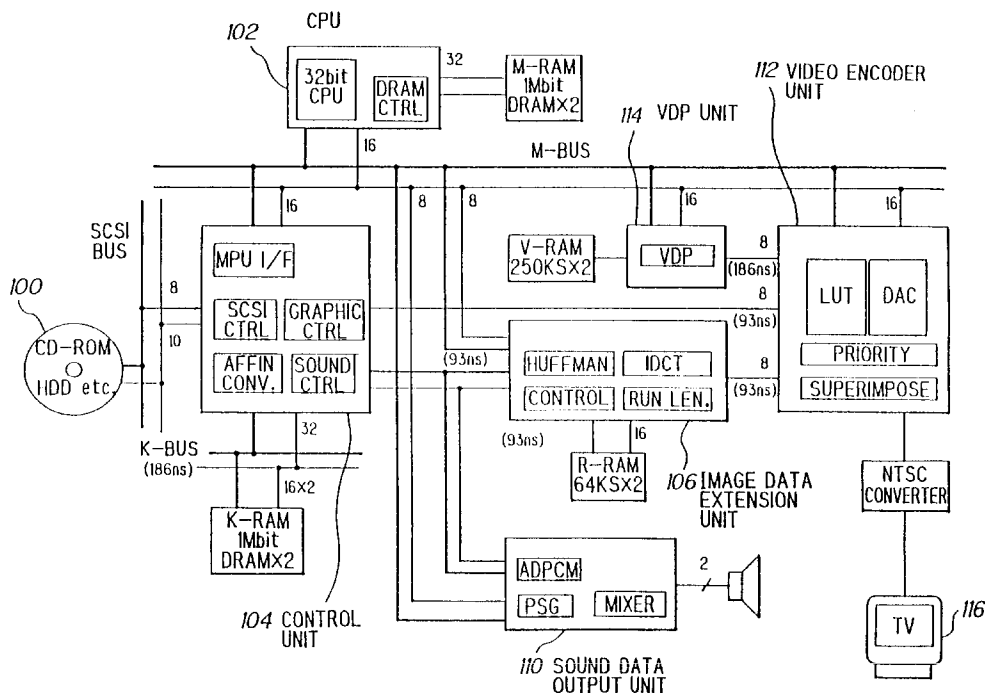 CPU
102
32bit
CPU
DRAM
CTRL
32
M-RAM
1Mbit
DRAM×2
112 VIDEO ENCODER
UNIT
114 VDP UNIT
16
M-BUS
16
8
8
16
16
SCSI
BUS
MPU I/F
V-RAM
250KS×2
VDP
8
(186ns)
LUT
DAC
100
8
SCSI
CTRL
GRAPHIC
CTRL
8
(93ns)
CD-ROM
HDD etc.
10
AFFIN
CONV.
SOUND
CTRL
(93ns)
HUFFMAN
IDCT
8
(93ns)
PRIORITY
CONTROL
RUN LEN.
SUPERIMPOSE
K-BUS
(186ns)
32
(93ns)
16
16×2
R-RAM
64KS×2
106 IMAGE DATA
EXTENSION
UNIT
NTSC
CONVERTER
K-RAM
1Mbit
DRAM×2
104 CONTROL
UNIT
ADPCM
PSG
MIXER
2
TV
116
110 SOUND DATA
OUTPUT UNIT